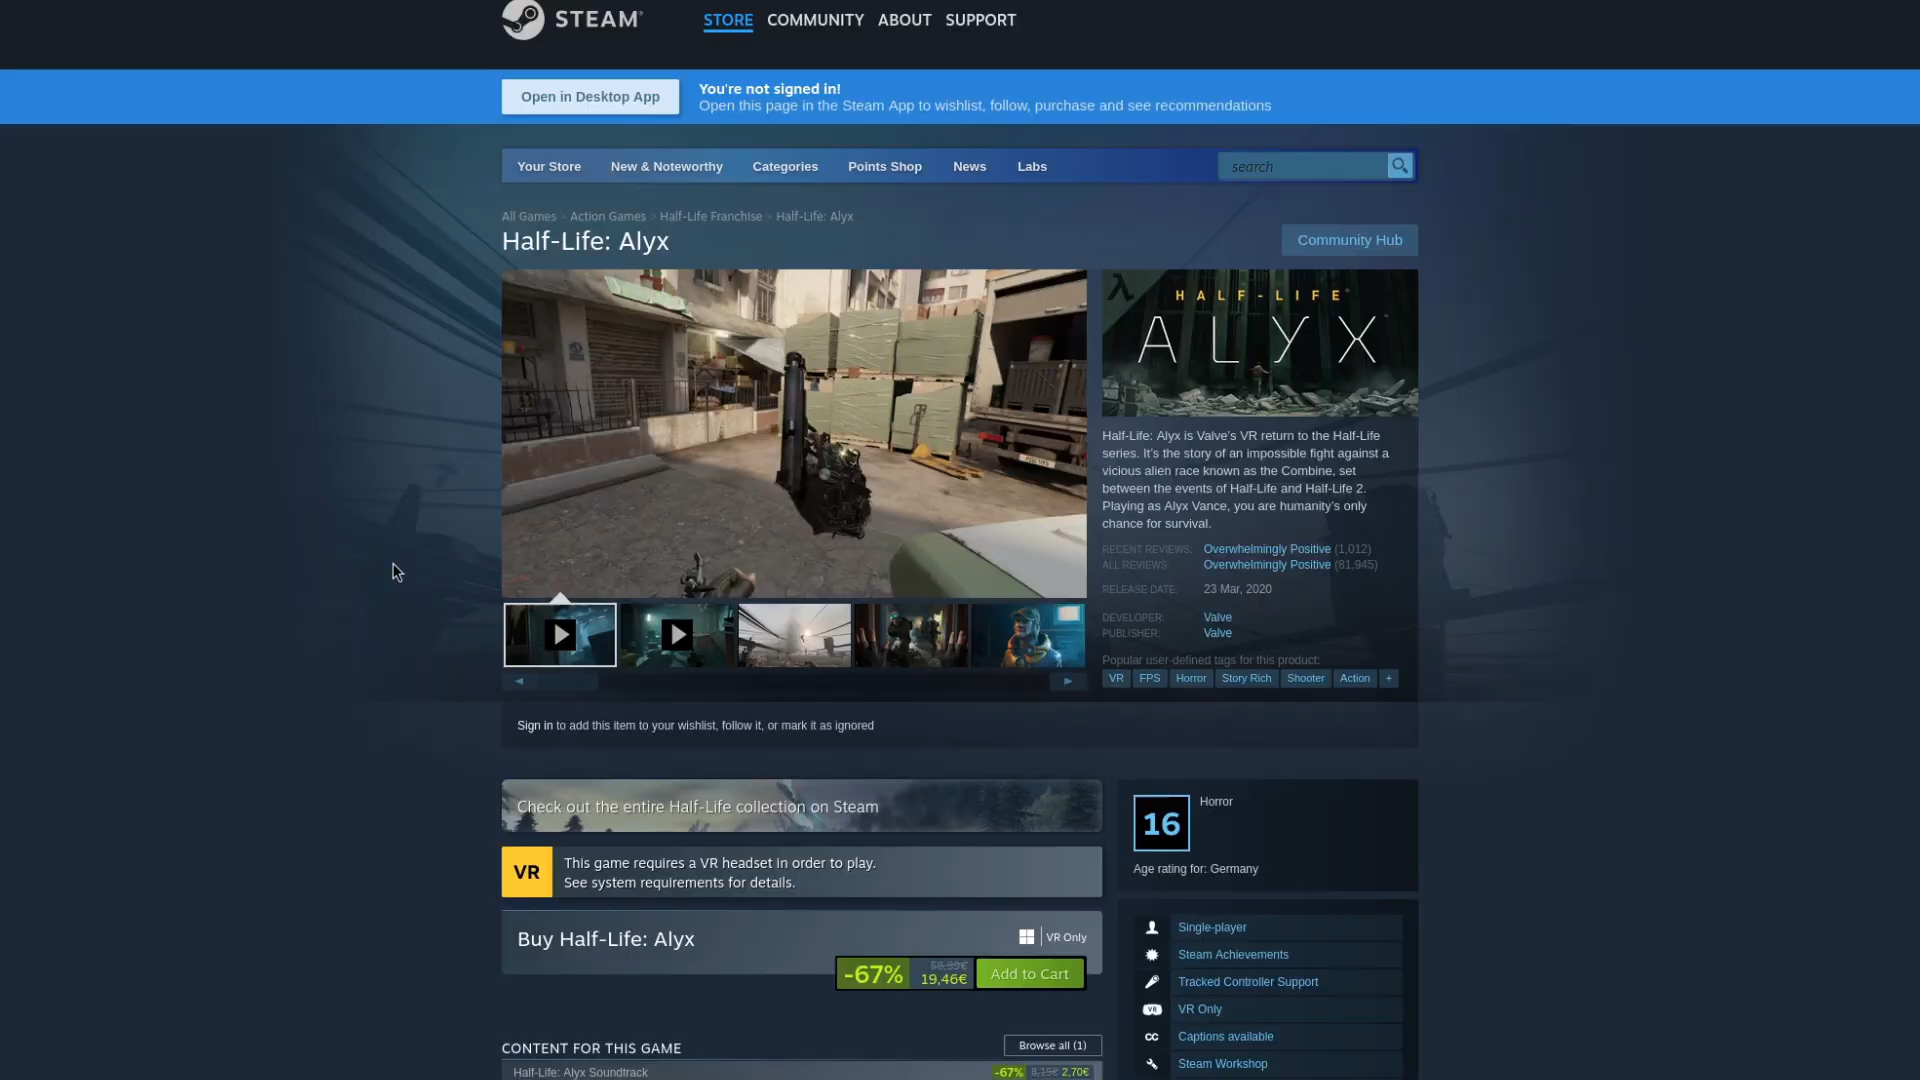 STEAM
STORE COMMUNITY ABOUT SUPPORT
Open in Desktop App
You're not signed in!
Open this page in the Steam App to wishlist, follow, purchase and see recommendations
Your Store New & Noteworthy Categories Points Shop News Labs
search
All Games > Action Games > Half-Life Franchise > Half-Life: Alyx
Half-Life: Alyx
Community Hub
HALF-LIFE
ALYX
Half-Life: Alyx is Valve's VR return to the Half-Life
series. It's the story of an impossible fight against a
vicious alien race known as the Combine, set
between the events of Half-Life and Half-Life 2.
Playing as Alyx Vance, you are humanity's only
chance for survival.
RECENT REVIEWS: Overwhelmingly Positive (1,012)
ALL REVIEWS: Overwhelmingly Positive (81,945)
RELEASE DATE: 23 Mar, 2020
DEVELOPER: Valve
PUBLISHER: Valve
Popular user-defined tags for this product:
VR FPS Horror Story Rich Shooter Action +
Sign in to add this item to your wishlist, follow it, or mark it as ignored
Check out the entire Half-Life collection on Steam
VR
This game requires a VR headset in order to play.
See system requirements for details.
Buy Half-Life: Alyx
VR Only
-67% 58,99€
19,46€
Add to Cart
CONTENT FOR THIS GAME
Browse all (1)
Half-Life: Alyx Soundtrack
-67% 8,19€ 2,70€
16
Horror
Age rating for: Germany
Single-player
Steam Achievements
Tracked Controller Support
VR VR Only
CC Captions available
Steam Workshop